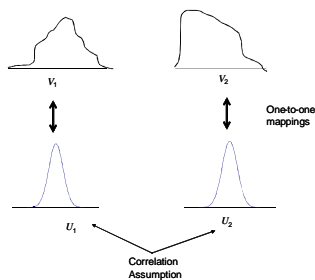 V1
V2
One-to-one
mappings
U1
U2
Correlation
Assumption